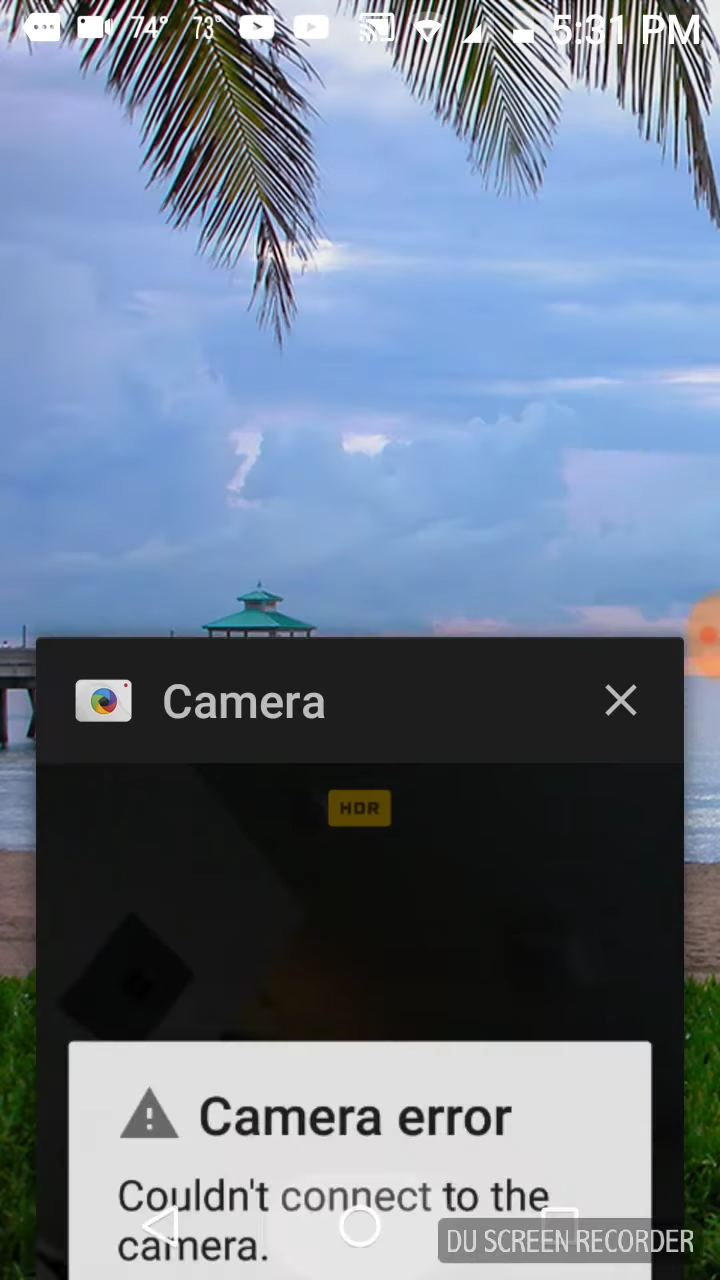 74° 73° 5:31 PM
Camera
HDR
Camera error
Couldn't connect to the
camera.
DU SCREEN RECORDER